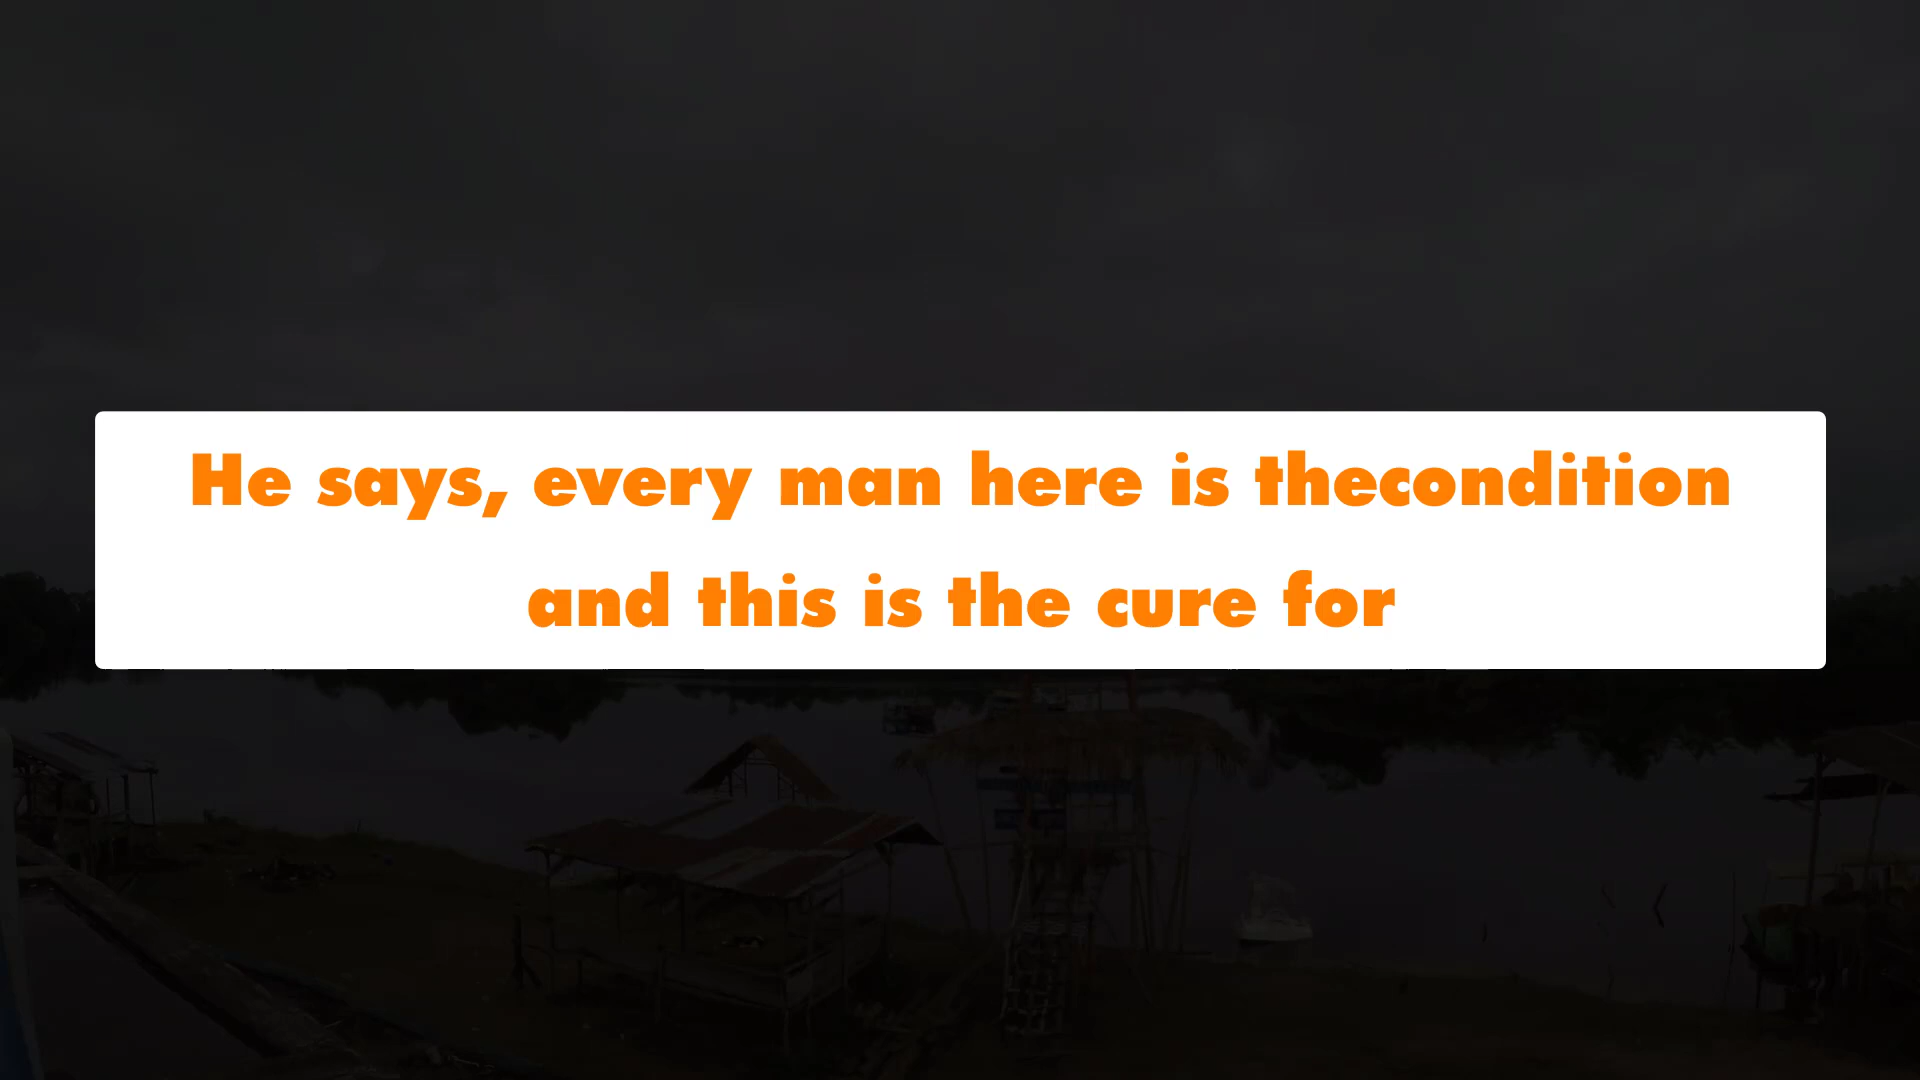 He says, every man here is thecondition
and this is the cure for